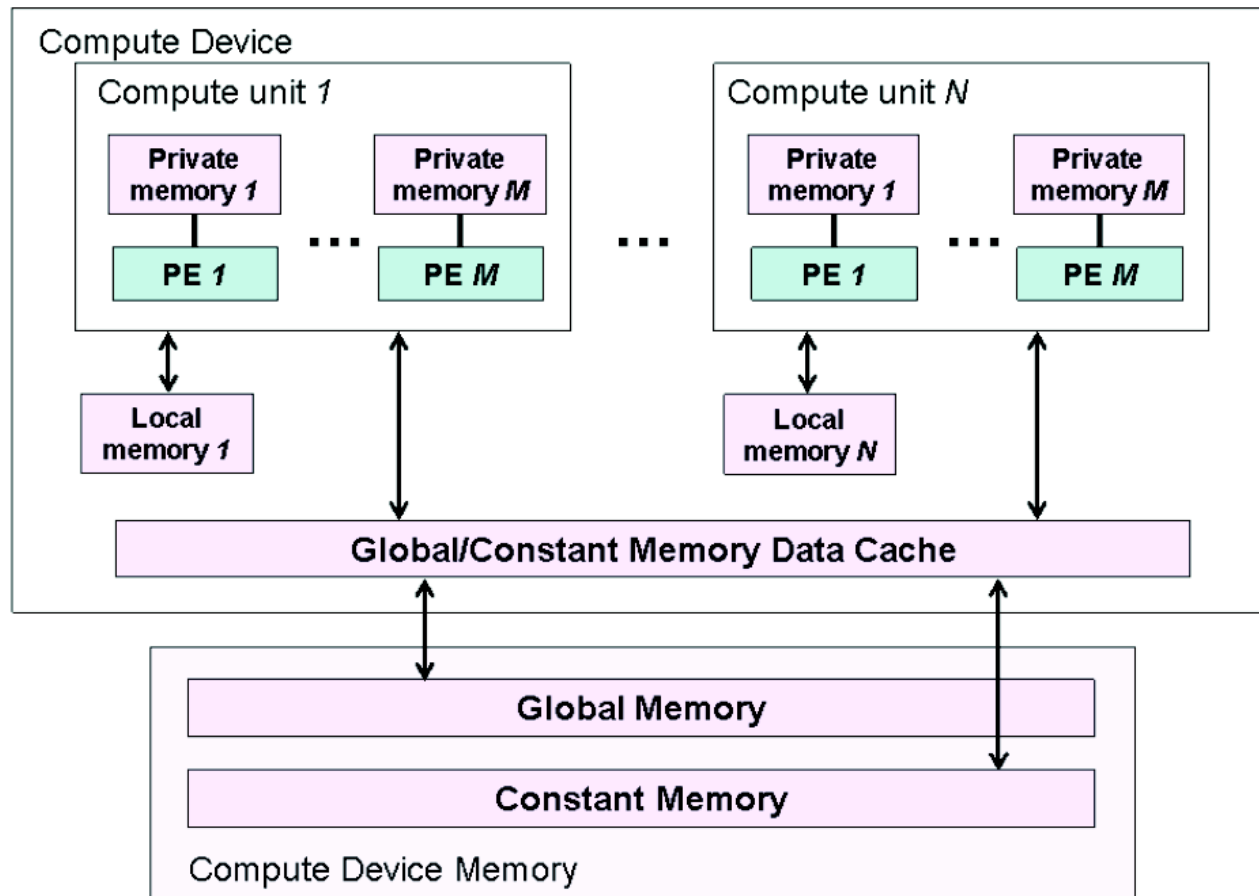 Compute Device
Compute unit 1
Compute unit N
Private
memory 1
Private
memory M
Private
memory 1
Private
memory M
...
...
...
PE 1
PE M
PE 1
PE M
Local
memory 1
Local
memory N
Global/Constant Memory Data Cache
Global Memory
Constant Memory
Compute Device Memory